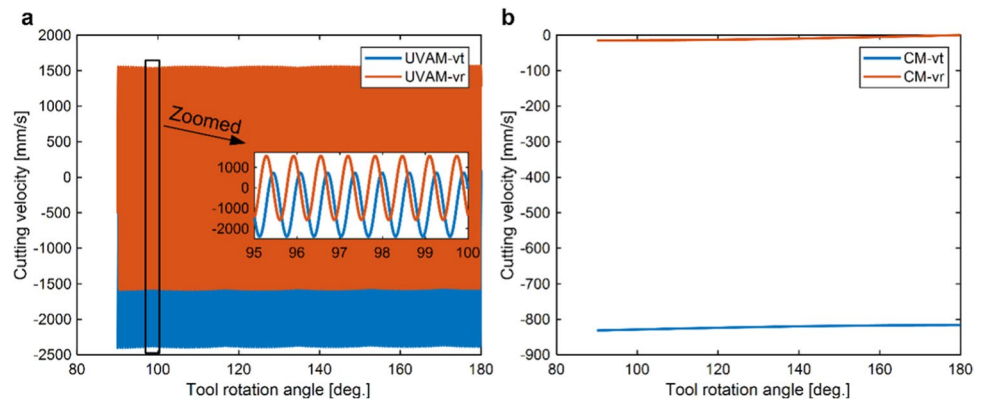 a
2000
1500
1000
500
0
-500
-1000
-1500
-2000
-2500
Cutting velocity [mm/s]
UVAM-vt
UVAM-vr
Zoomed
1000
0
-1000
-2000
95 96 97 98 99 100
80 100 120 140 160 180
Tool rotation angle [deg.]
b
0
-100
-200
-300
-400
-500
-600
-700
-800
-900
Cutting velocity [mm/s]
CM-vt
CM-vr
80 100 120 140 160 180
Tool rotation angle [deg.]